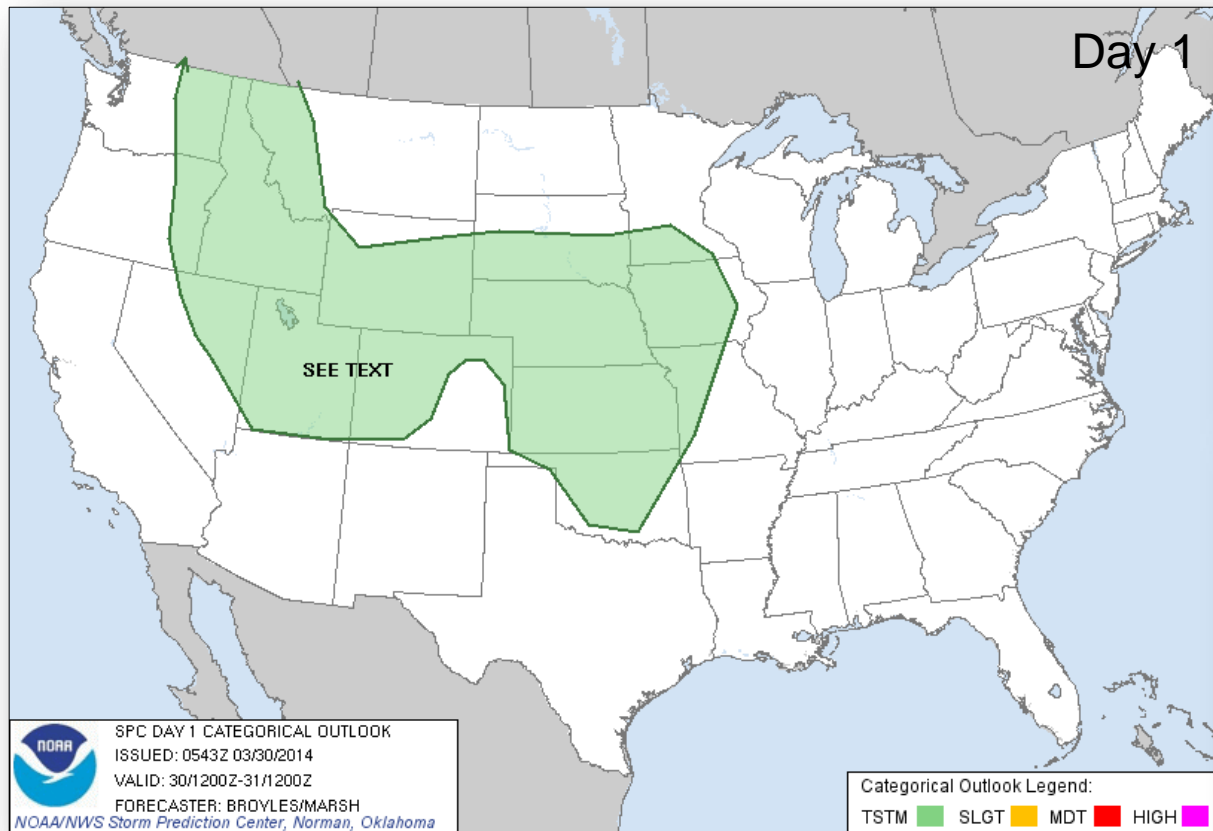 Day 1
SEE TEXT
NOAA
SPC DAY 1 CATEGORICAL OUTLOOK
ISSUED: 0543Z 03/30/2014
VALID: 30/1200Z-31/1200Z
FORECASTER: BROYLES/MARSH
NOAA/NWS Storm Prediction Center, Norman, Oklahoma
Categorical Outlook Legend:
TSTM SLGT MDT HIGH